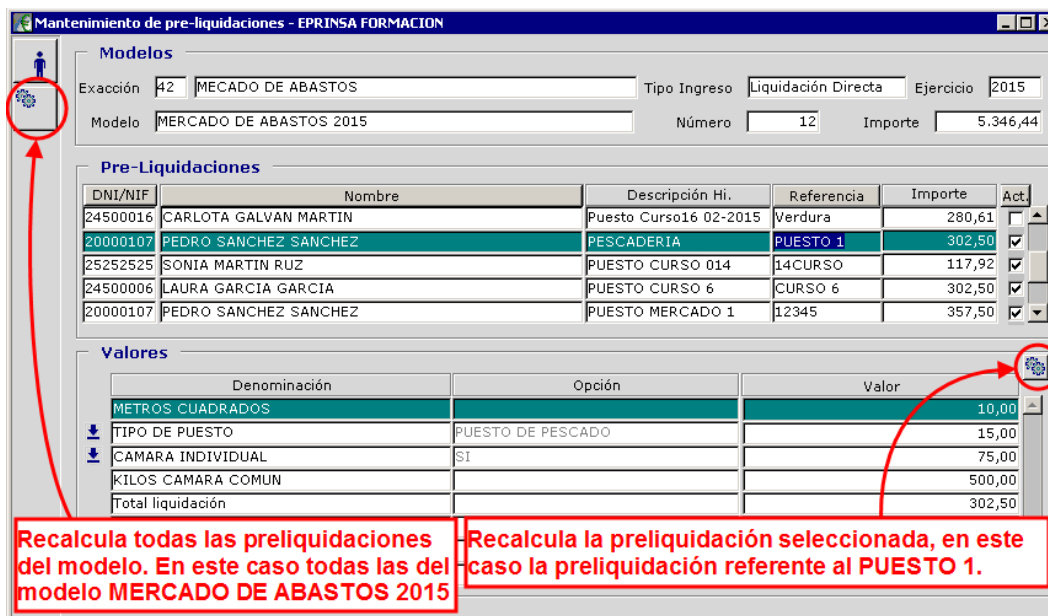 Mantenimiento de pre-liquidaciones - EPRINSA FORMACION
Modelos
Exacción 42 MECADO DE ABASTOS Tipo Ingreso Liquidación Directa Ejercicio 2015
Modelo MERCADO DE ABASTOS 2015 Número 12 Importe 5.346,44
Pre-Liquidaciones
DNI/NIF Nombre Descripción Hi. Referencia Importe Act.
24500016 CARLOTA GALVAN MARTIN Puesto Curso16 02-2015 Verdura 280,61
20000107 PEDRO SANCHEZ SANCHEZ PESCADERIA PUESTO 1 302,50
25252525 SONIA MARTIN RUZ PUESTO CURSO 014 14CURSO 117,92
24500006 LAURA GARCIA GARCIA PUESTO CURSO 6 CURSO 6 302,50
20000107 PEDRO SANCHEZ SANCHEZ PUESTO MERCADO 1 12345 357,50
Valores
Denominación Opción Valor
METROS CUADRADOS 10,00
TIPO DE PUESTO PUESTO DE PESCADO 15,00
CAMARA INDIVIDUAL SI 75,00
KILOS CAMARA COMUN 500,00
Total liquidación 302,50
Recalcula todas las preliquidaciones
del modelo. En este caso todas las del
modelo MERCADO DE ABASTOS 2015
Recalcula la preliquidación seleccionada, en este
caso la preliquidación referente al PUESTO 1.